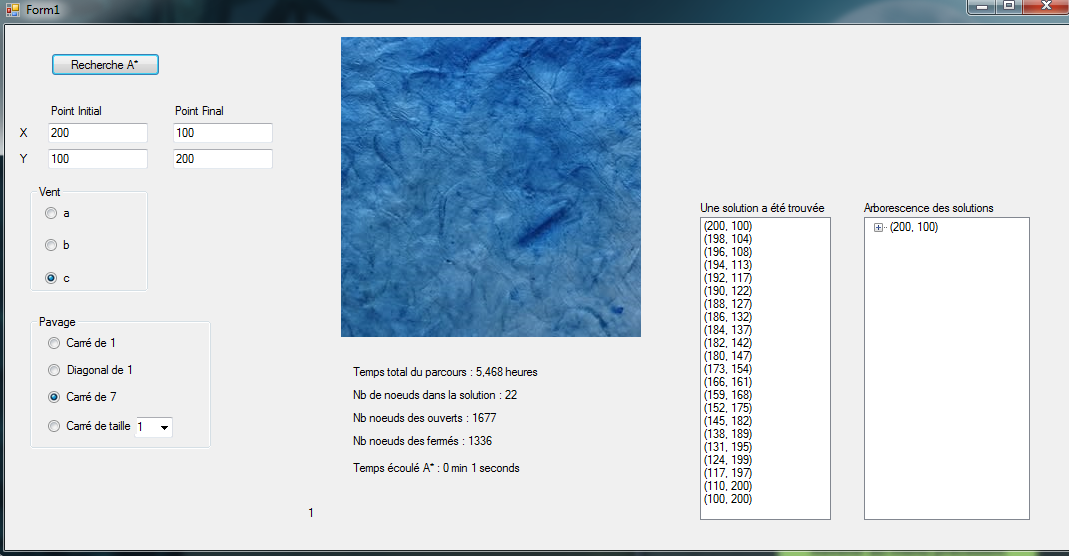 Form1
Recherche A*
Point Initial Point Final
X 200 100
Y 100 200
Vent
a
b
c
Pavage
Carré de 1
Diagonal de 1
Carré de 7
Carré de taille 1
Temps total du parcours : 5,468 heures
Nb de noeuds dans la solution : 22
Nb noeuds des ouverts : 1677
Nb noeuds des fermés : 1336
Temps écoulé A* : 0 min 1 seconds
1
Une solution a été trouvée
(200, 100)
(198, 104)
(196, 108)
(194, 113)
(192, 117)
(190, 122)
(188, 127)
(186, 132)
(184, 137)
(182, 142)
(180, 147)
(173, 154)
(166, 161)
(159, 168)
(152, 175)
(145, 182)
(138, 189)
(131, 195)
(124, 199)
(117, 197)
(110, 200)
(100, 200)
Arborescence des solutions
(200, 100)